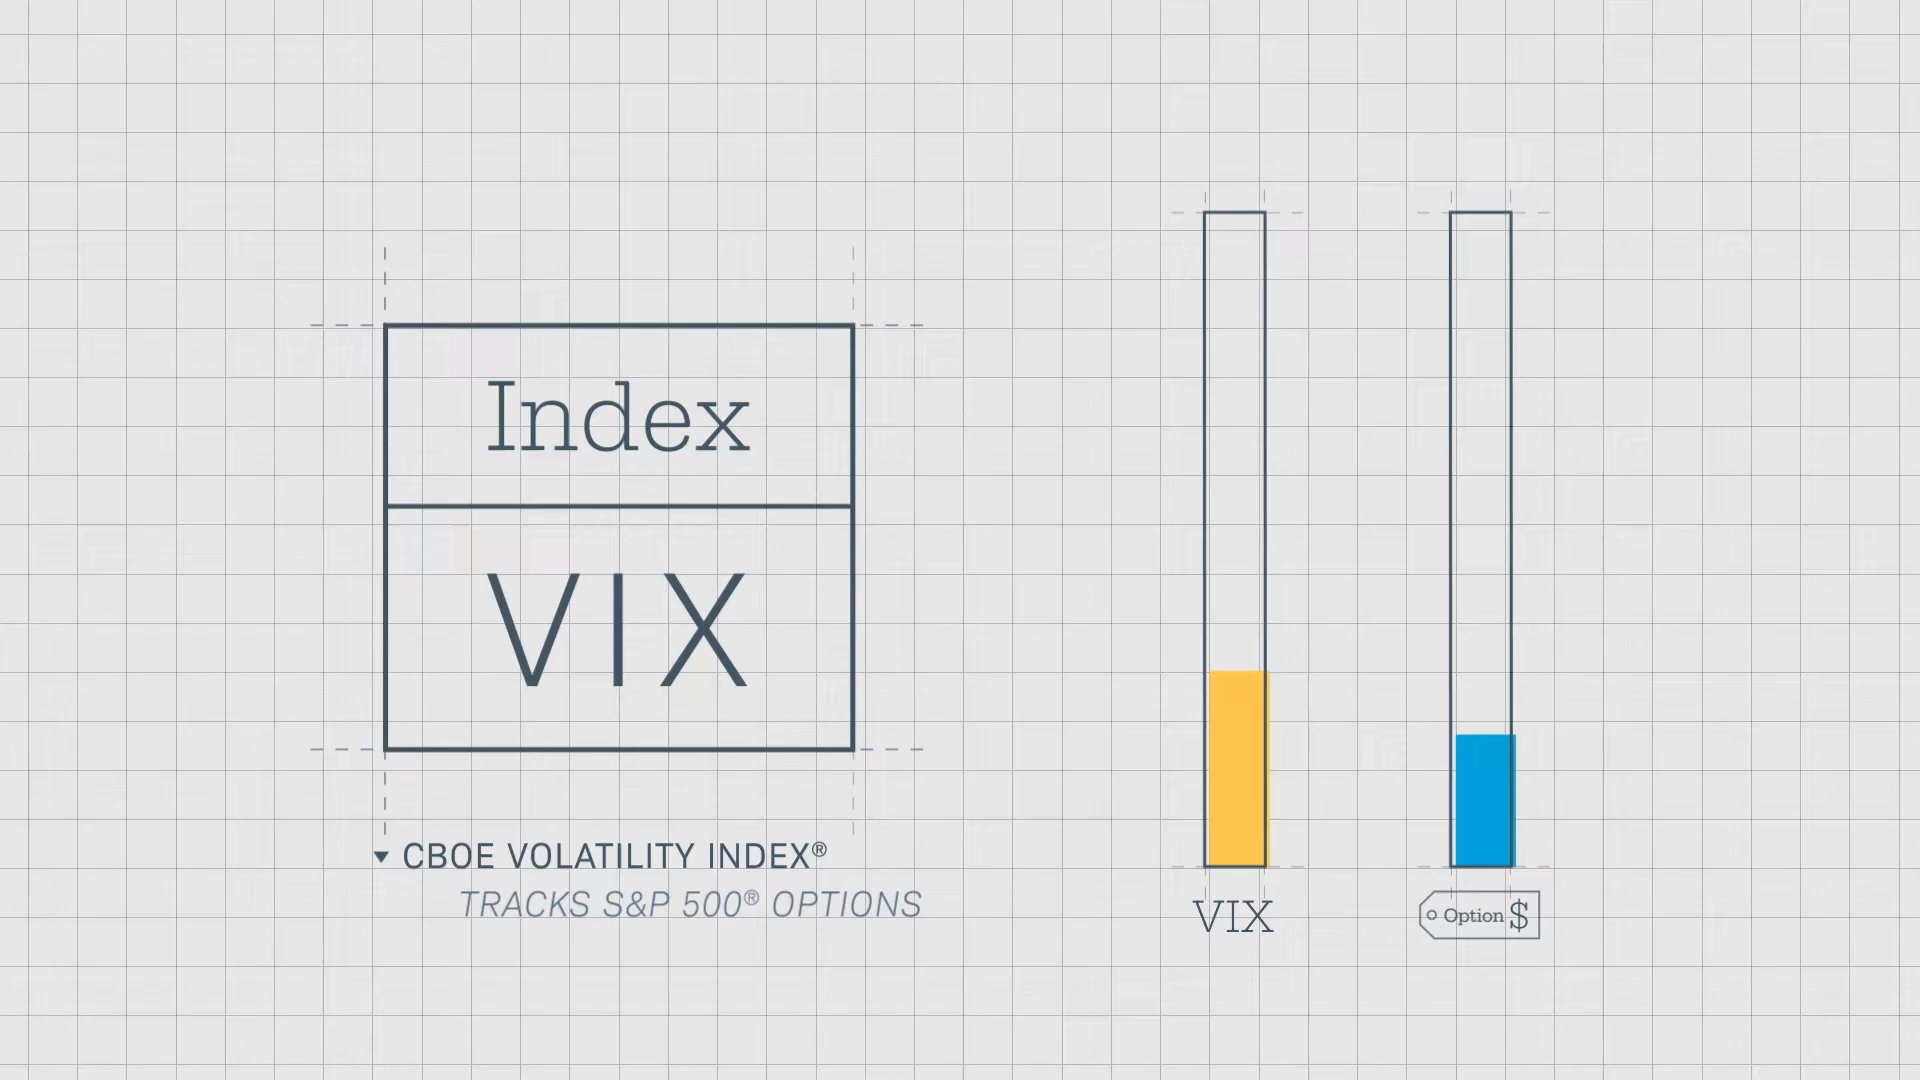 Index
VIX
CBOE VOLATILITY INDEX®
TRACKS S&P 500® OPTIONS
VIX
Option $